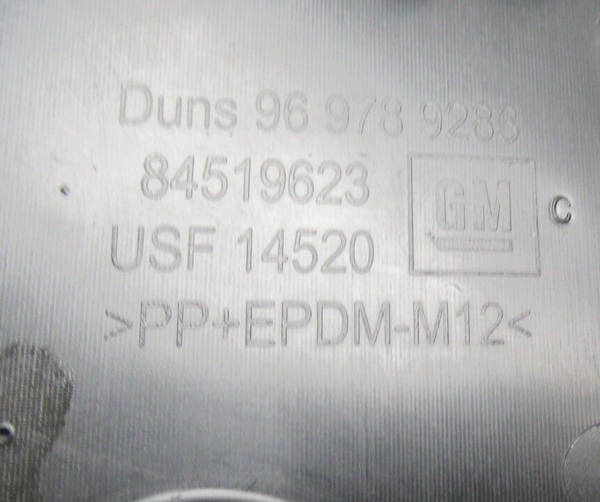 Duns 96 978 9283
84519623
GM
C
USF 14520
>PP+EPDM-M12<